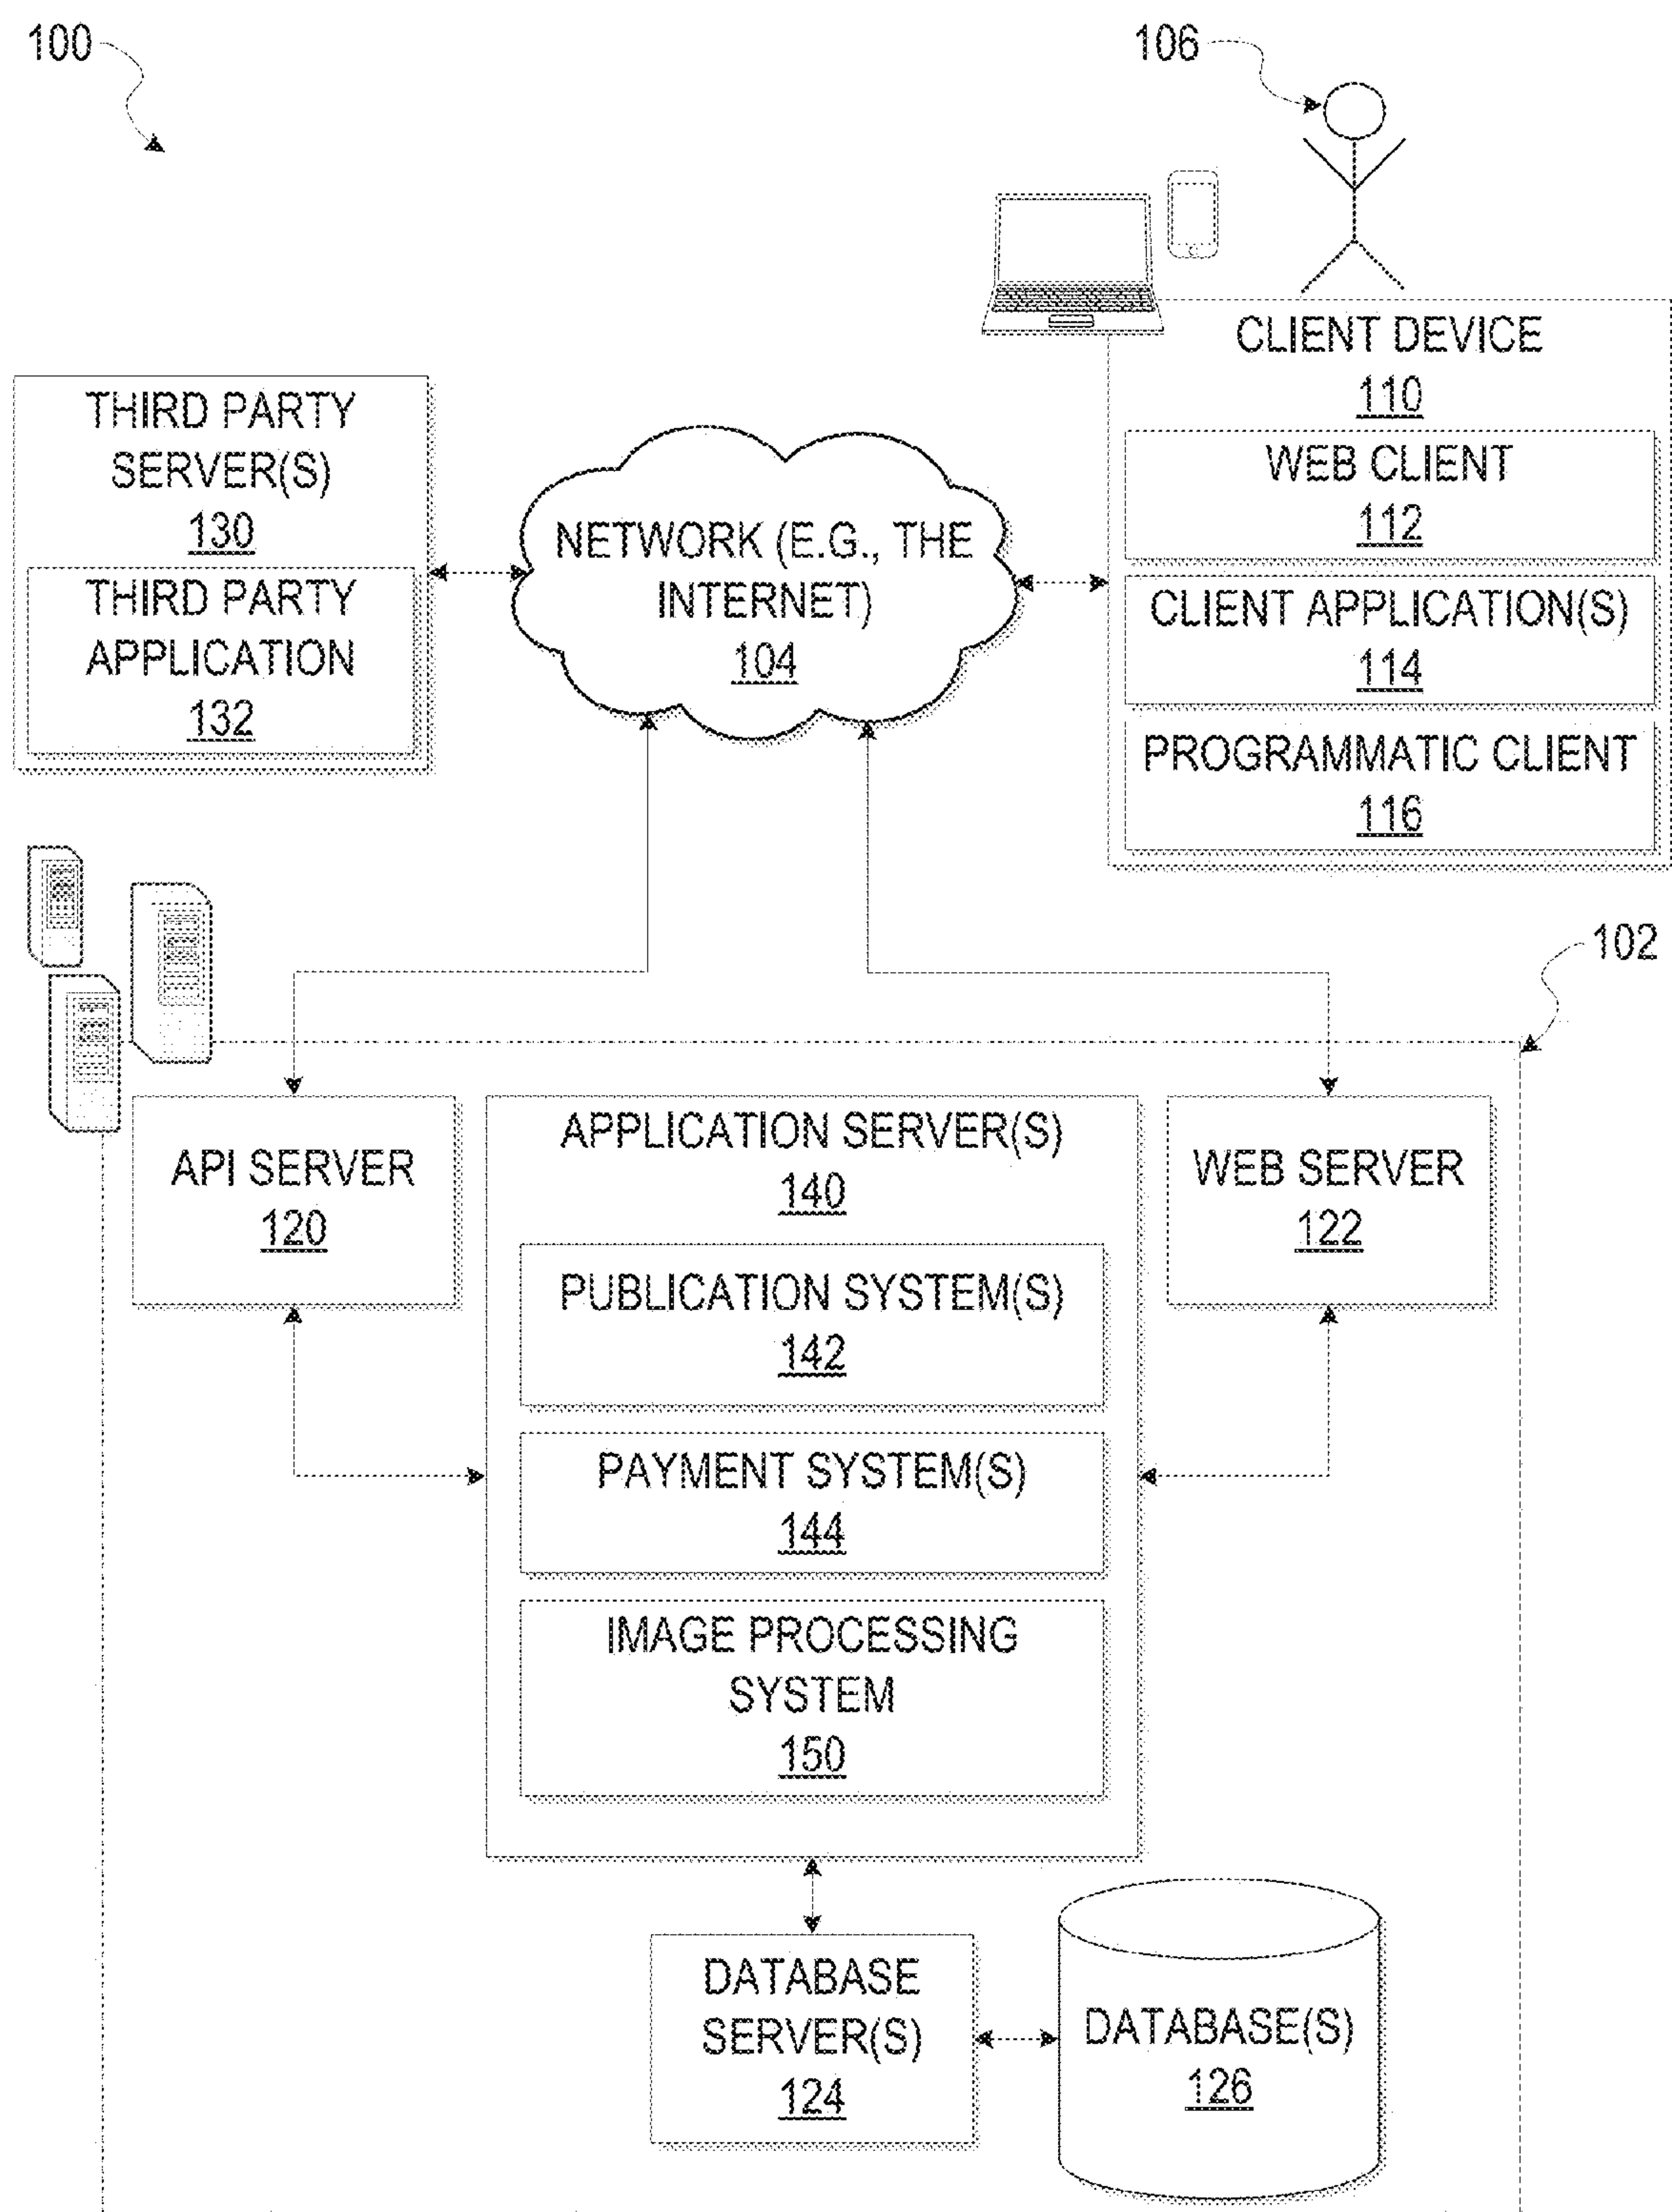 100
106
CLIENT DEVICE
110
WEB CLIENT
112
CLIENT APPLICATION(S)
114
PROGRAMMATIC CLIENT
116
THIRD PARTY
SERVER(S)
130
THIRD PARTY
APPLICATION
132
NETWORK (E.G., THE
INTERNET)
104
102
API SERVER
120
APPLICATION SERVER(S)
140
PUBLICATION SYSTEM(S)
142
PAYMENT SYSTEM(S)
144
IMAGE PROCESSING
SYSTEM
150
WEB SERVER
122
DATABASE
SERVER(S)
124
DATABASE(S)
126